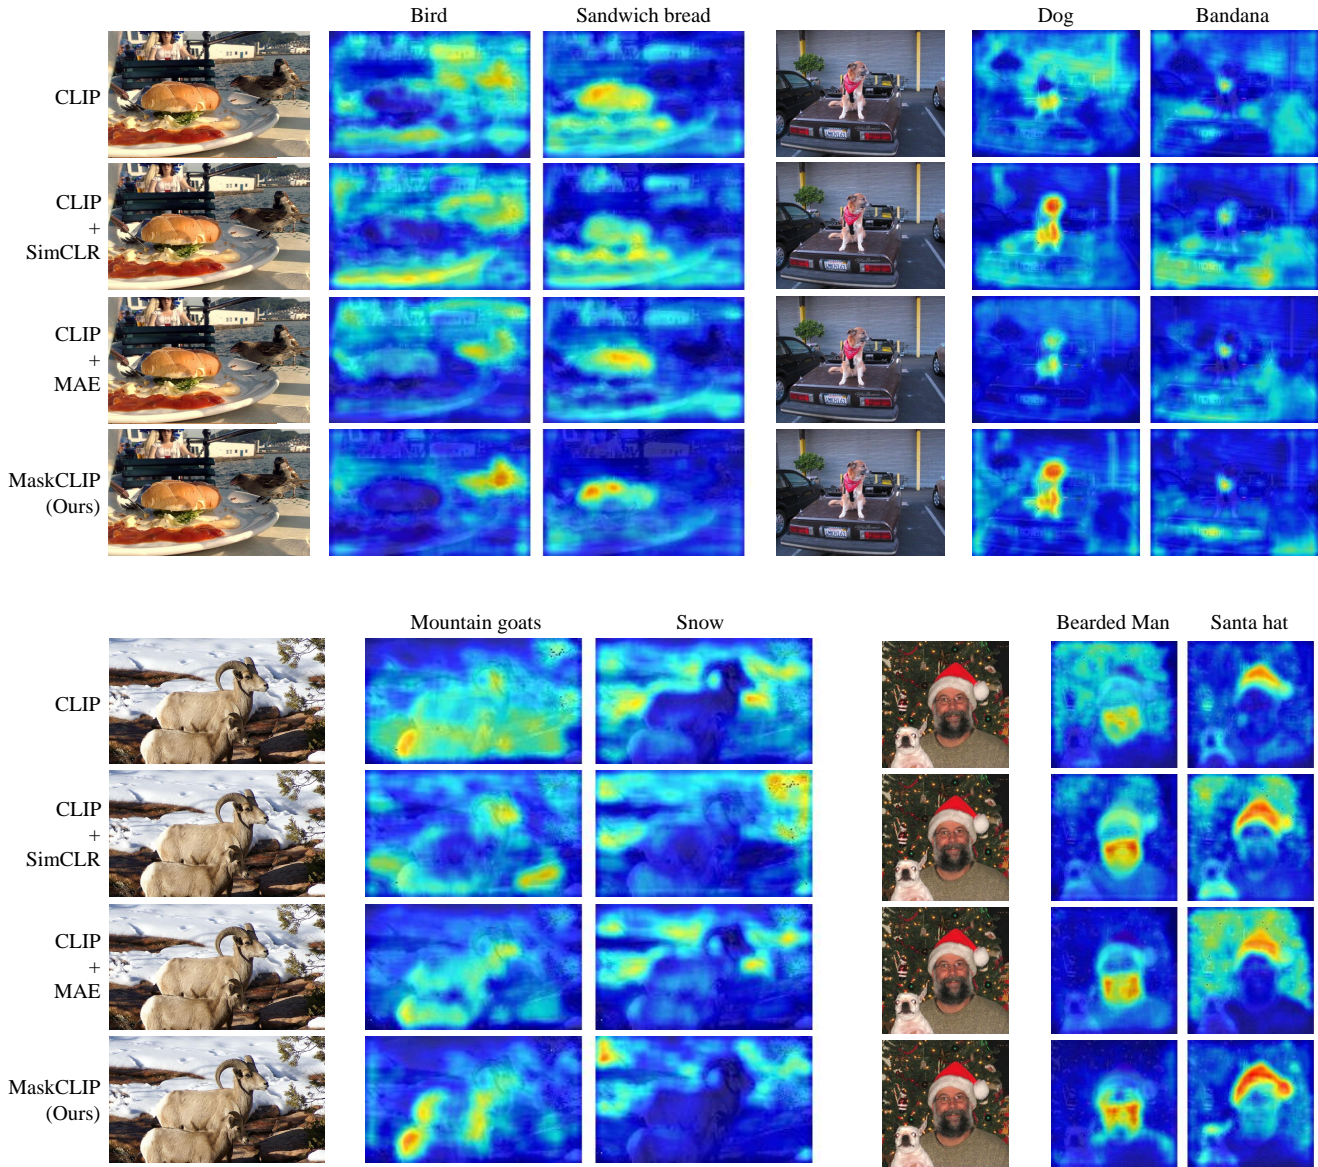 Bird Sandwich bread Dog Bandana
CLIP
CLIP
+
SimCLR
CLIP
+
MAE
MaskCLIP
(Ours)
Mountain goats Snow Bearded Man Santa hat
CLIP
CLIP
+
SimCLR
CLIP
+
MAE
MaskCLIP
(Ours)